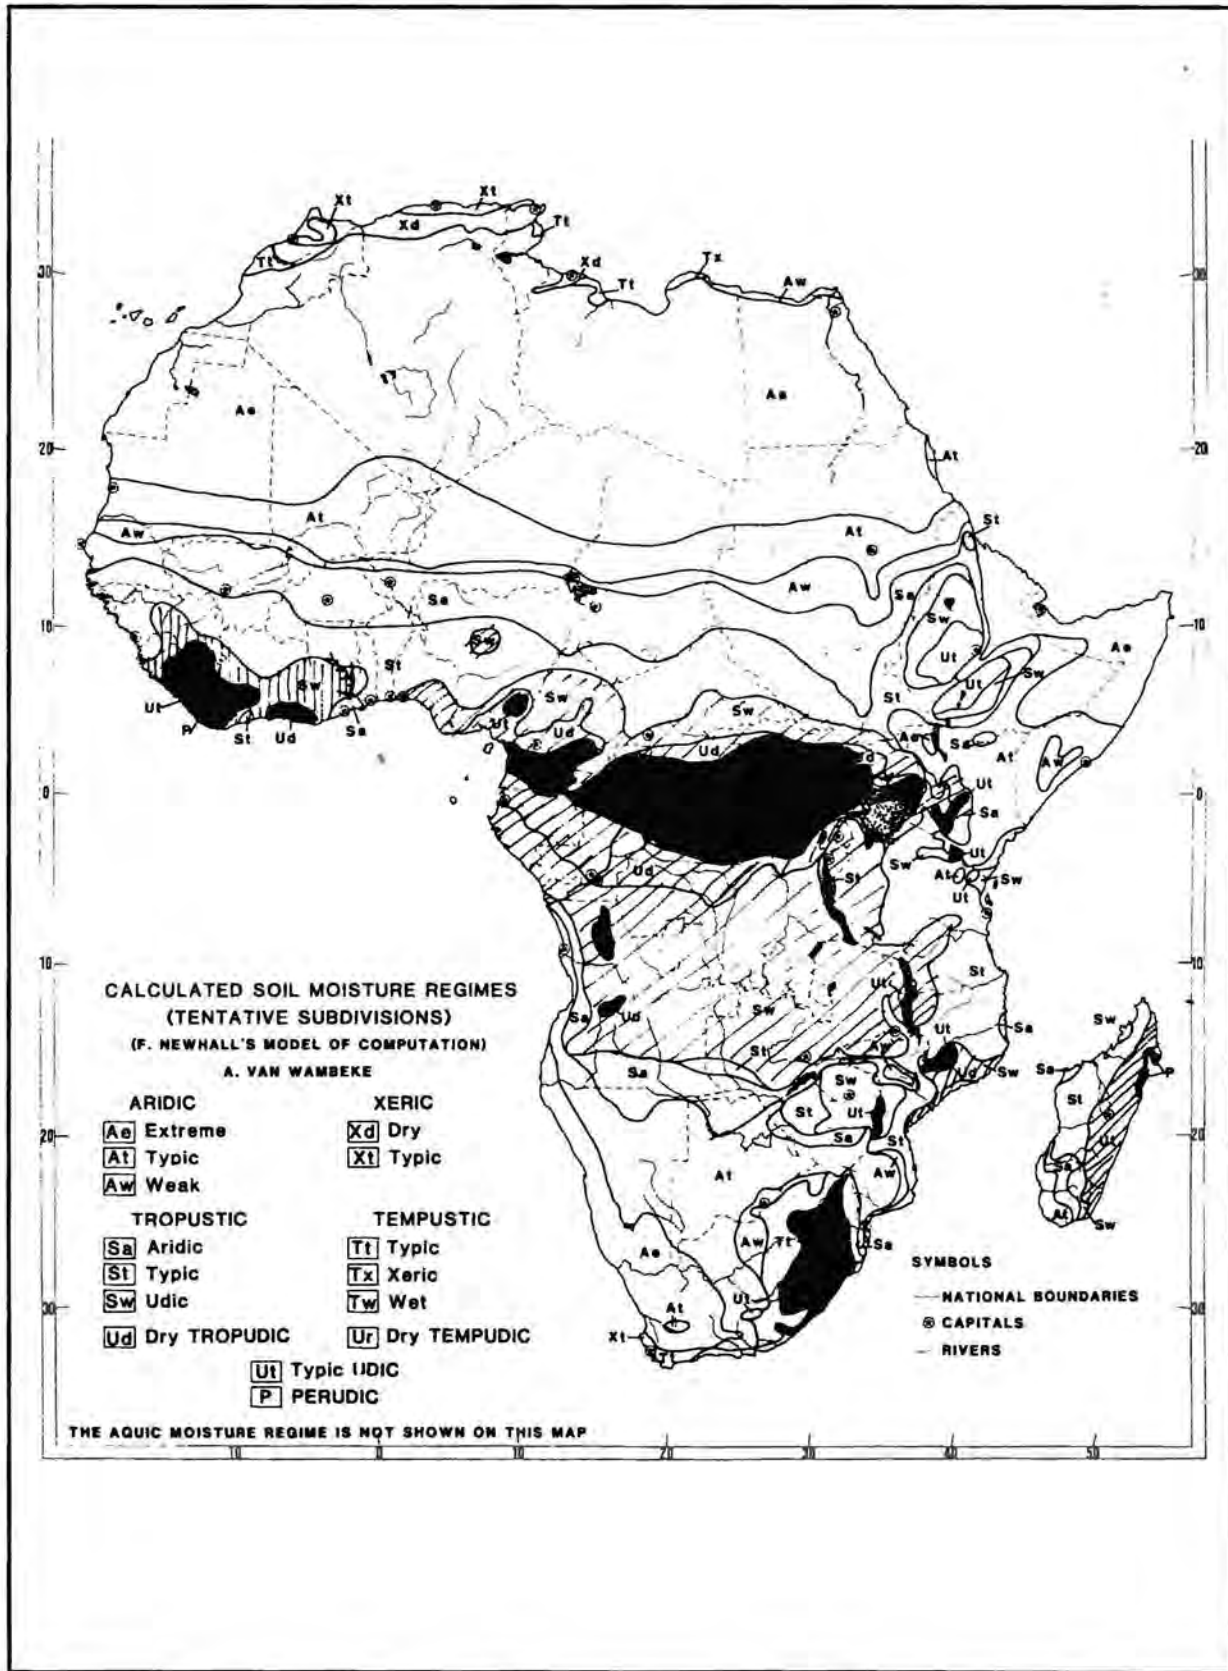 Xt
Xt
Xd
Tt
Tt
Xd
Tt
Tx
Aw
30
30
Ae
Ae
20
20
At
At
At
St
Aw
Aw
Sa
Sa
Sw
10
10
Ae
Sw
St
Ut
Sw
Ut
Sw
Sw
Sw
St
Ut
P
St
Ud
Sa
Ut
Ud
Ud
Ae
Sa
At
Aw
0
0
Ut
Sa
Ud
Sw
Ut
At
Sw
Ut
St
10
10
Ut
St
Sa
Ud
Sw
St
Aw
Ut
Sa
Ud
Sw
Sw
Sa
P
St
Ut
Sa
Sw
St
Ut
Sa
St
20
20
At
Aw
Sa
At
Sw
Ae
Aw
Tt
Sa
Ut
At
Xt
Tt
30
30
CALCULATED SOIL MOISTURE REGIMES
(TENTATIVE SUBDIVISIONS)
(F. NEWHALL'S MODEL OF COMPUTATION)
A. VAN WAMBEKE
ARIDIC
Ae Extreme
At Typic
Aw Weak
XERIC
Xd Dry
Xt Typic
TROPUSTIC
Sa Aridic
St Typic
Sw Udic
Ud Dry TROPUDIC
TEMPUSTIC
Tt Typic
Tx Xeric
Tw Wet
Ur Dry TEMPUDIC
Ut Typic UDIC
P PERUDIC
SYMBOLS
NATIONAL BOUNDARIES
CAPITALS
RIVERS
THE AQUIC MOISTURE REGIME IS NOT SHOWN ON THIS MAP
10
0
10
20
30
40
50